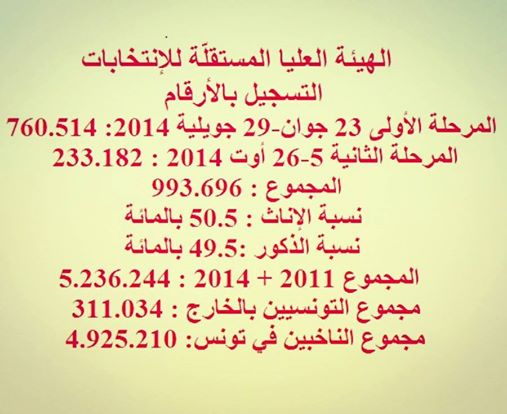 الهيئة العليا المستقلّة للإنتخابات
التسجيل بالأرقام
المرحلة الأولى 23 جوان-29 جويلية 2014: 760.514
المرحلة الثانية 5-26 أوت 2014 : 233.182
المجموع : 993.696
نسبة الإناث : 50.5 بالمائة
نسبة الذكور :49.5 بالمائة
المجموع 2011 + 2014 : 5.236.244
مجموع التونسيين بالخارج : 311.034
مجموع الناخبين في تونس: 4.925.210